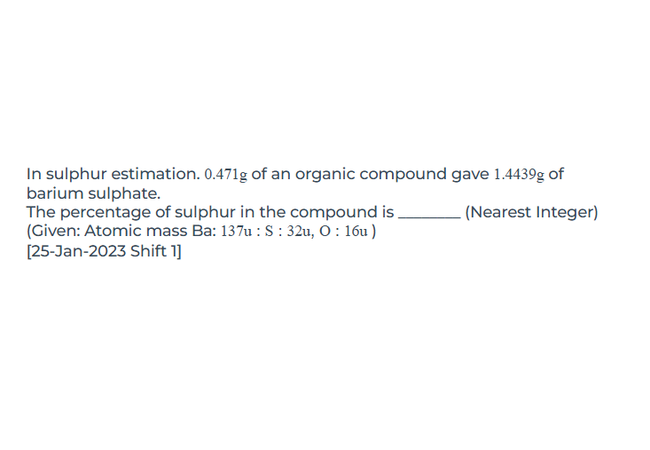 In sulphur estimation. 0.471g of an organic compound gave 1.4439g of
barium sulphate.
The percentage of sulphur in the compound is ________ (Nearest Integer)
(Given: Atomic mass Ba: 137u : S : 32u, O : 16u )
[25-Jan-2023 Shift 1]